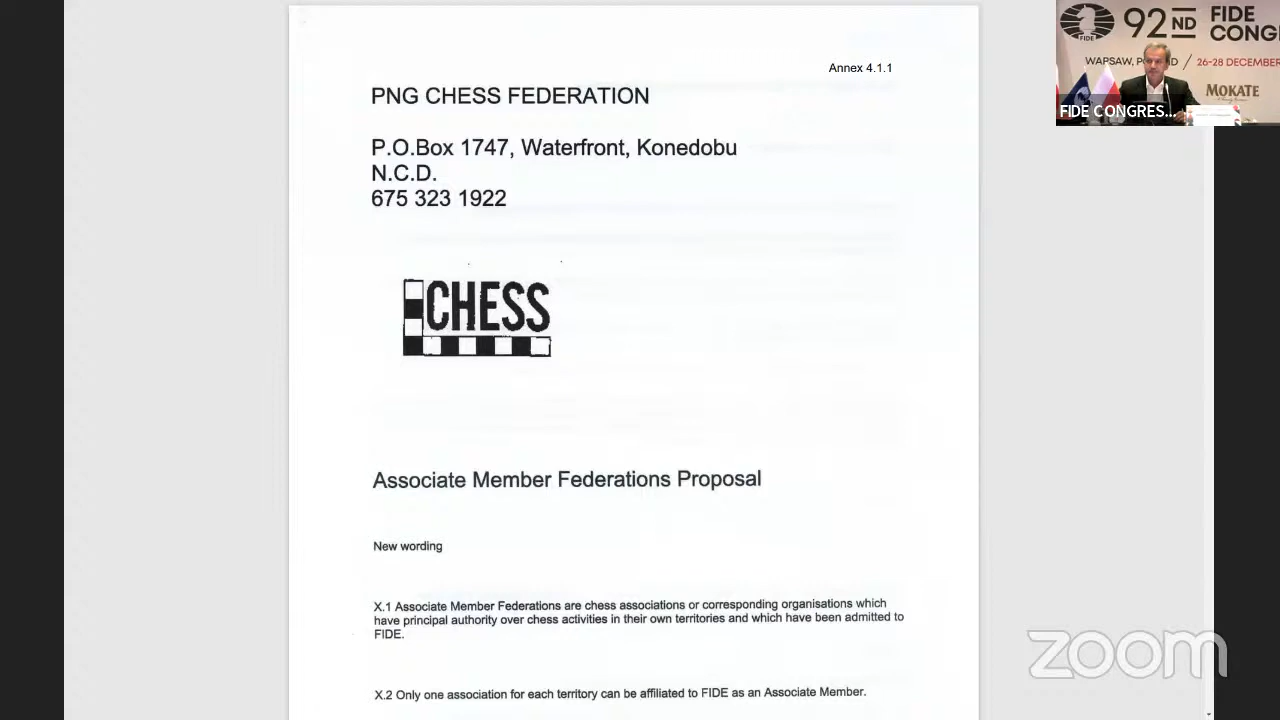 Annex 4.1.1
PNG CHESS FEDERATION
P.O.Box 1747, Waterfront, Konedobu
N.C.D.
675 323 1922
CHESS
Associate Member Federations Proposal
New wording
X.1 Associate Member Federations are chess associations or corresponding organisations which
have principal authority over chess activities in their own territories and which have been admitted to
FIDE.
X.2 Only one association for each territory can be affiliated to FIDE as an Associate Member.
92ND FIDE
CONG
FIDE
26-28 DECEMBER
MOKATE
FIDE CONGRES...
zoom